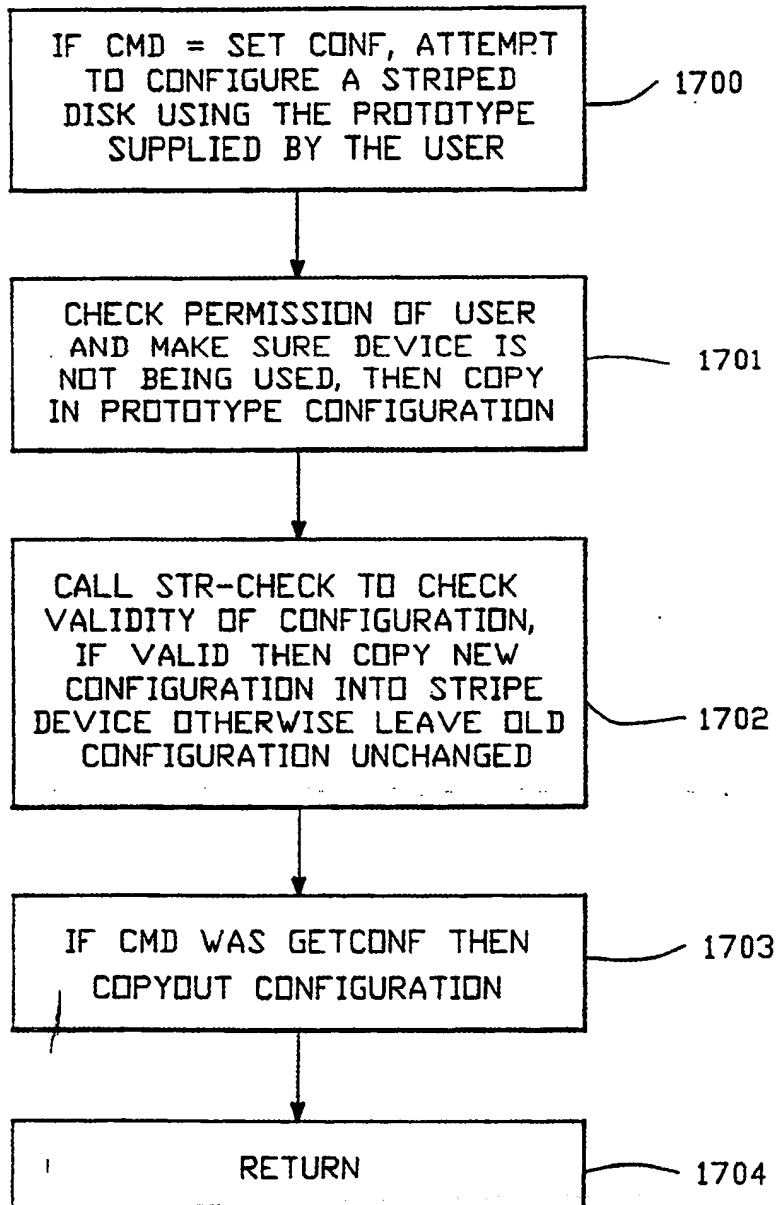 IF CMD = SET CONF, ATTEMPT
TO CONFIGURE A STRIPED
DISK USING THE PROTOTYPE
SUPPLIED BY THE USER
1700
CHECK PERMISSION OF USER
AND MAKE SURE DEVICE IS
NOT BEING USED, THEN COPY
IN PROTOTYPE CONFIGURATION
1701
CALL STR-CHECK TO CHECK
VALIDITY OF CONFIGURATION,
IF VALID THEN COPY NEW
CONFIGURATION INTO STRIPE
DEVICE OTHERWISE LEAVE OLD
CONFIGURATION UNCHANGED
1702
IF CMD WAS GETCONF THEN
COPYOUT CONFIGURATION
1703
RETURN
1704